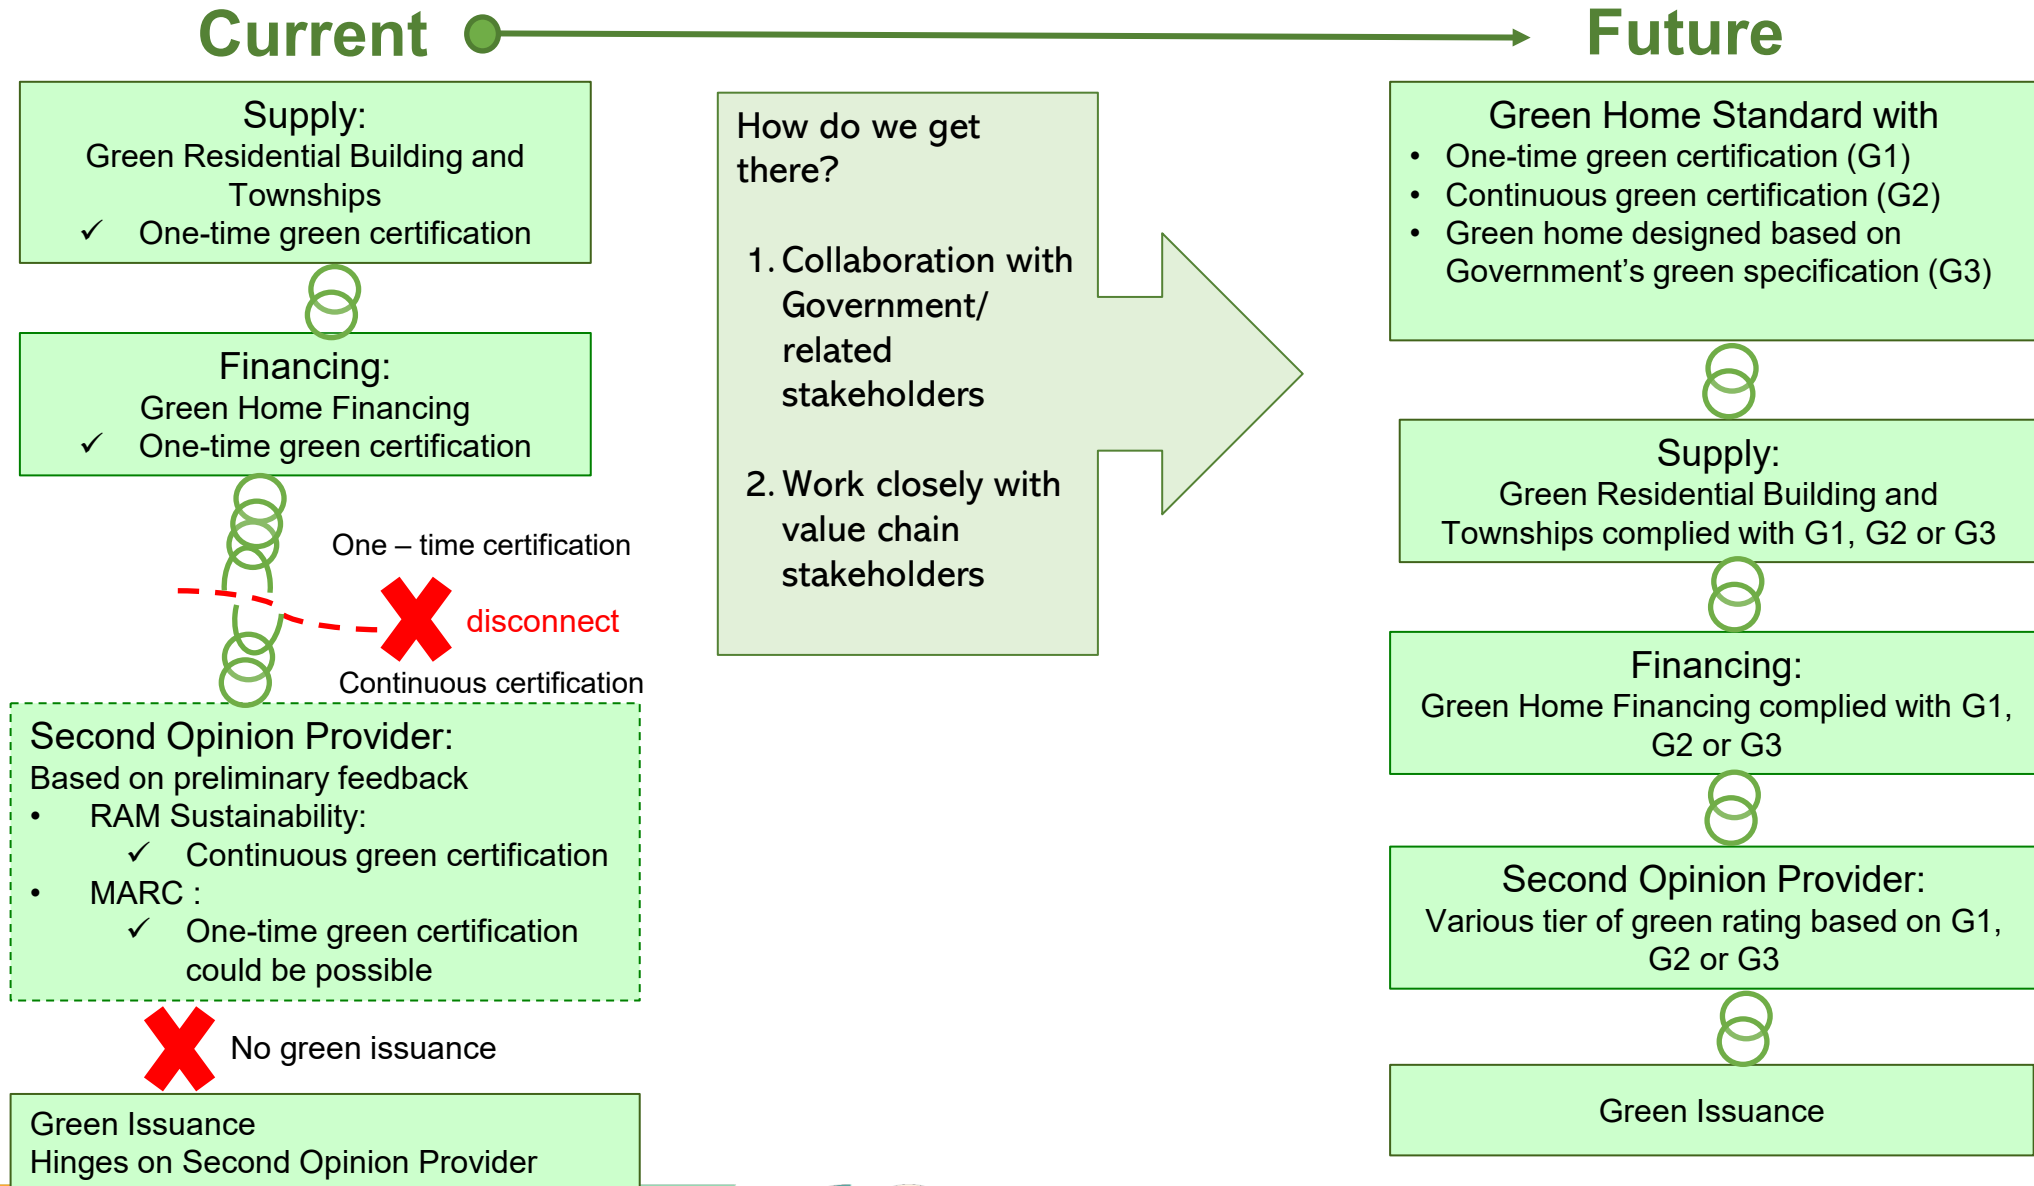 Current
Future
Supply:
Green Residential Building and
Townships
✓ One-time green certification
Financing:
Green Home Financing
✓ One-time green certification
One – time certification
disconnect
Continuous certification
Second Opinion Provider:
Based on preliminary feedback
• RAM Sustainability:
✓ Continuous green certification
• MARC :
✓ One-time green certification
could be possible
No green issuance
Green Issuance
Hinges on Second Opinion Provider
How do we get
there?
1. Collaboration with
Government/
related
stakeholders
2. Work closely with
value chain
stakeholders
Green Home Standard with
• One-time green certification (G1)
• Continuous green certification (G2)
• Green home designed based on
Government’s green specification (G3)
Supply:
Green Residential Building and
Townships complied with G1, G2 or G3
Financing:
Green Home Financing complied with G1,
G2 or G3
Second Opinion Provider:
Various tier of green rating based on G1,
G2 or G3
Green Issuance